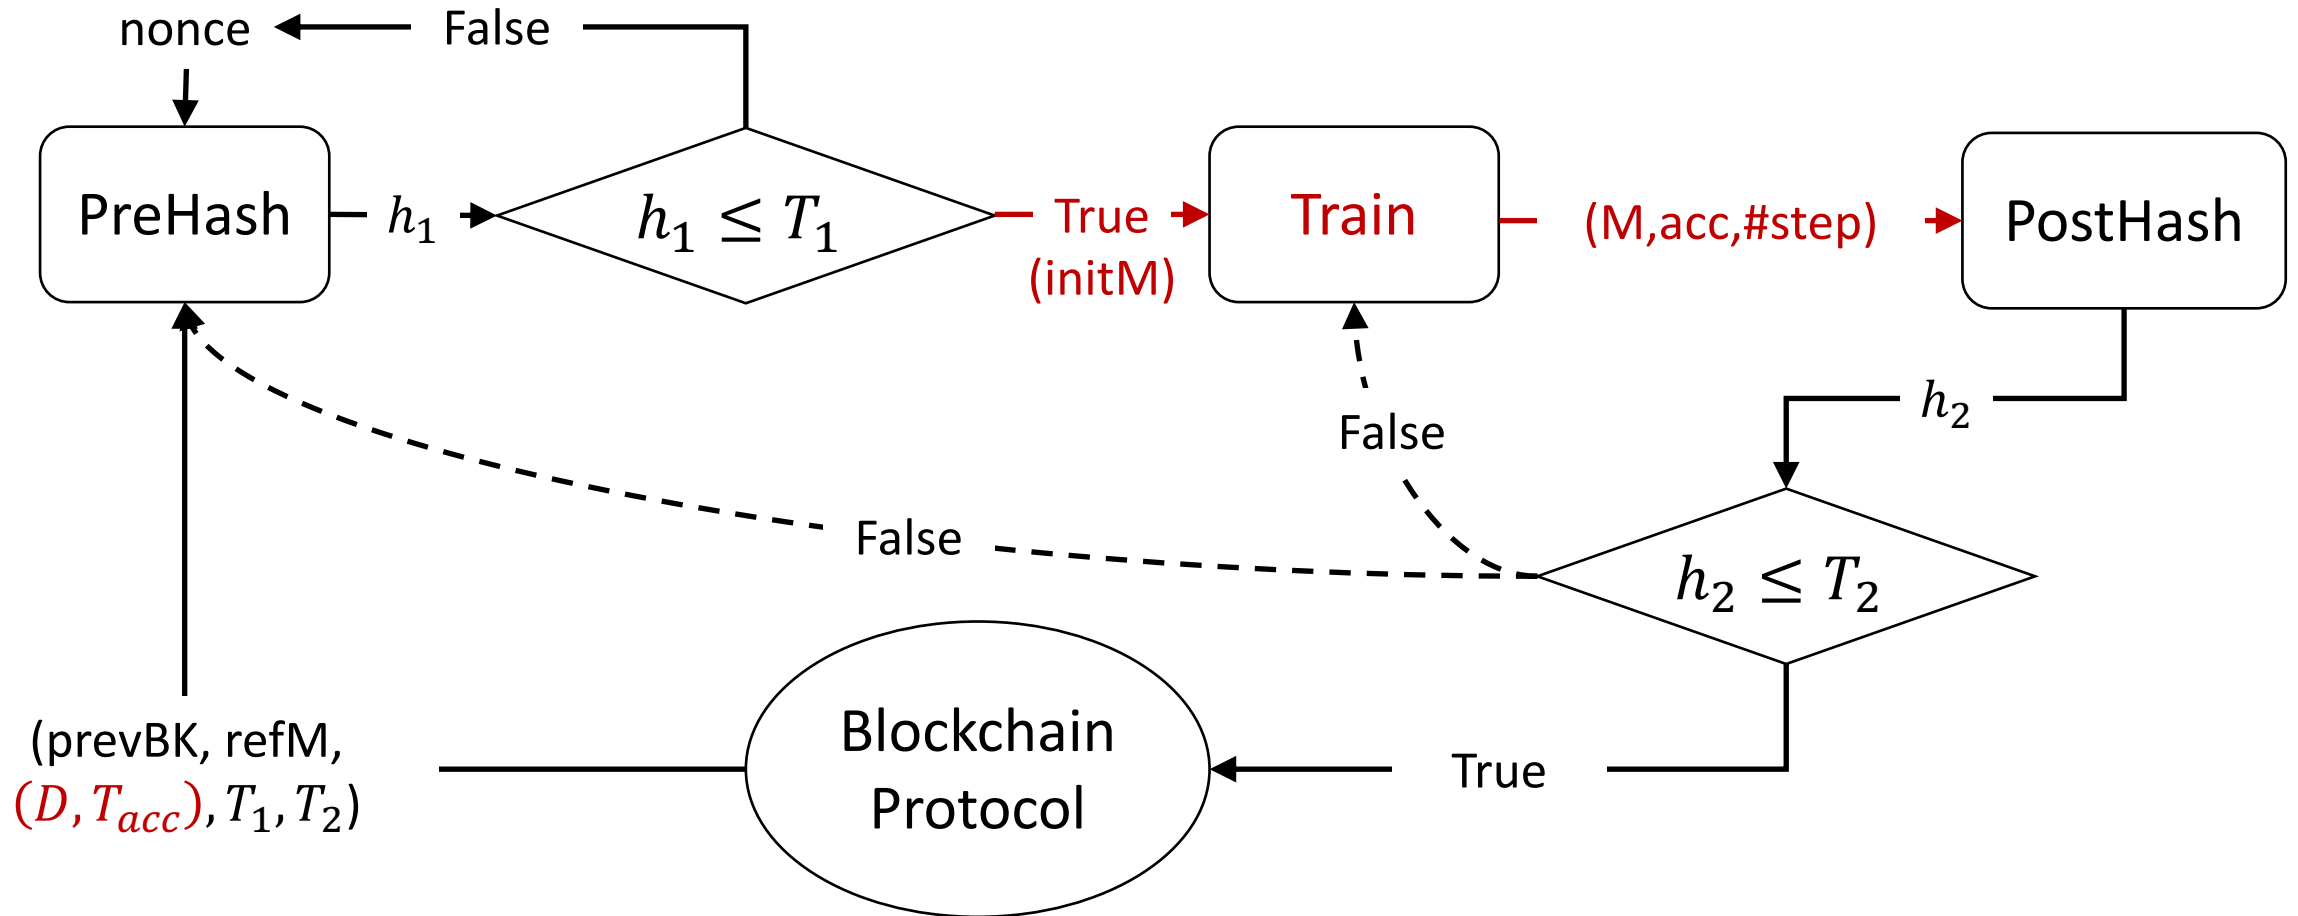 nonce
False
PreHash
h₁
h₁ ≤ T₁
True
(initM)
Train
(M,acc,#step)
PostHash
h₂
False
False
h₂ ≤ T₂
Blockchain
Protocol
True
(prevBK, refM,
(D, T_acc), T₁, T₂)